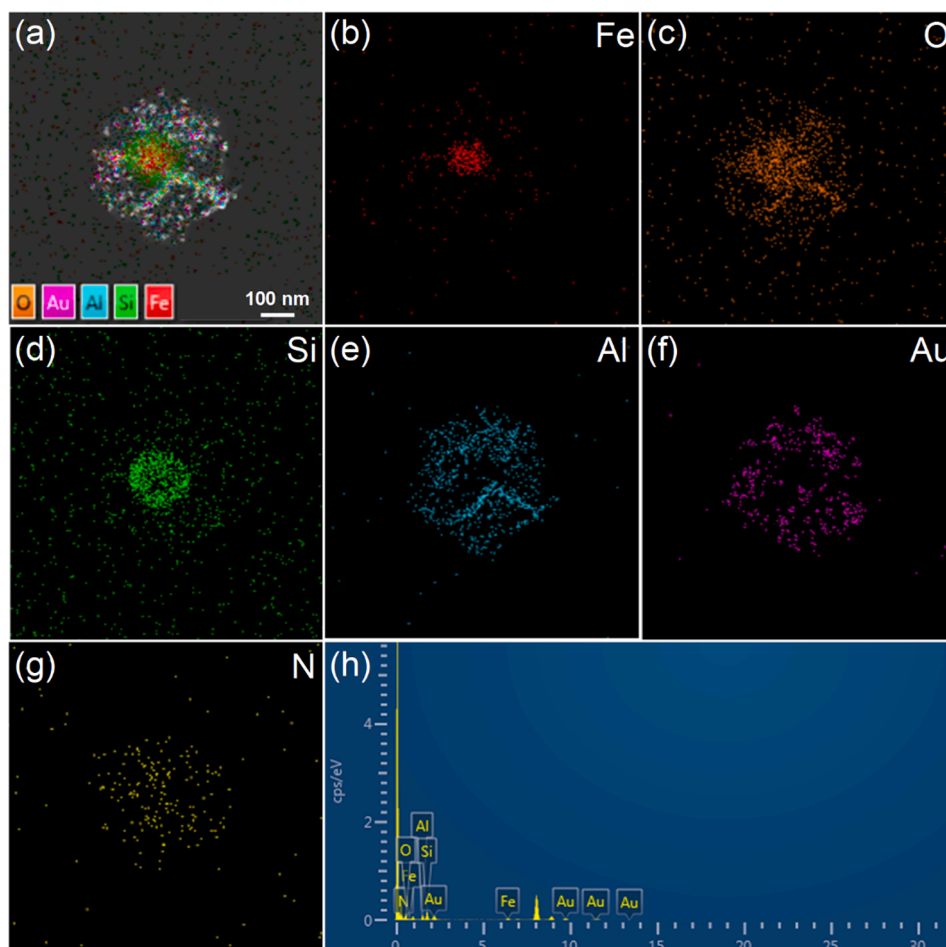 (a)
(b) Fe
(c) O
O Au Al Si Fe
100 nm
(d) Si
(e) Al
(f) Au
(g) N
(h)
cps/eV
4
2
0
Al
O Si
Fe
N Au Fe Au Au Au
0 5 10 15 20 25 30